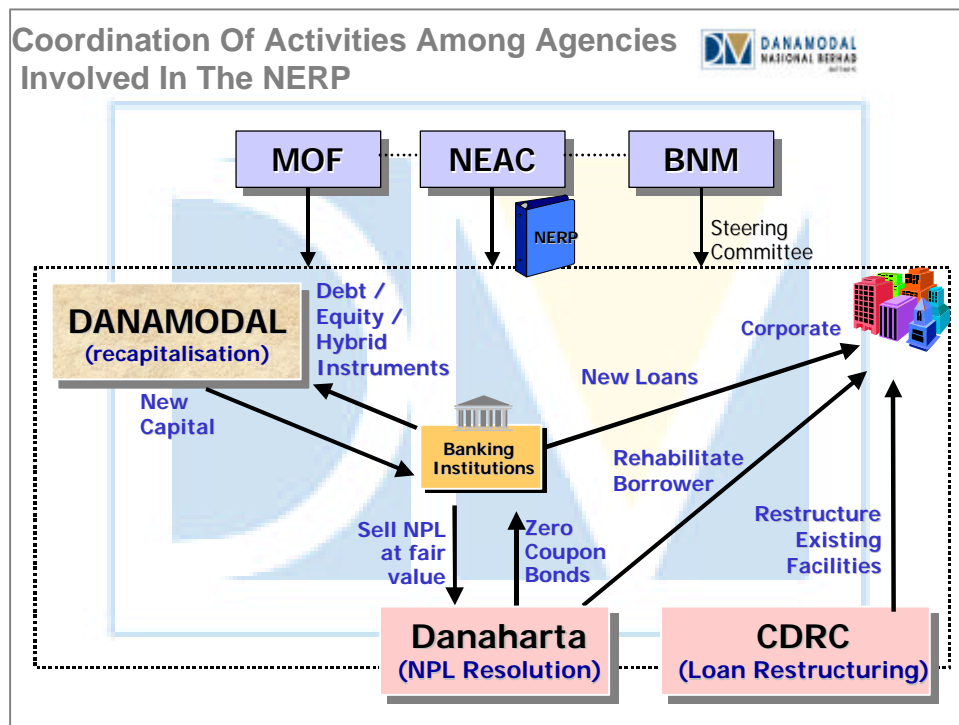 Coordination Of Activities Among Agencies
Involved In The NERP
DANAMODAL
NASIONAL BERHAD
MOF
NEAC
BNM
NERP
Steering
Committee
DANAMODAL
(recapitalisation)
Debt /
Equity /
Hybrid
Instruments
Corporate
New Loans
New
Capital
Banking
Institutions
Rehabilitate
Borrower
Sell NPL
at fair
value
Zero
Coupon
Bonds
Restructure
Existing
Facilities
Danaharta
(NPL Resolution)
CDRC
(Loan Restructuring)